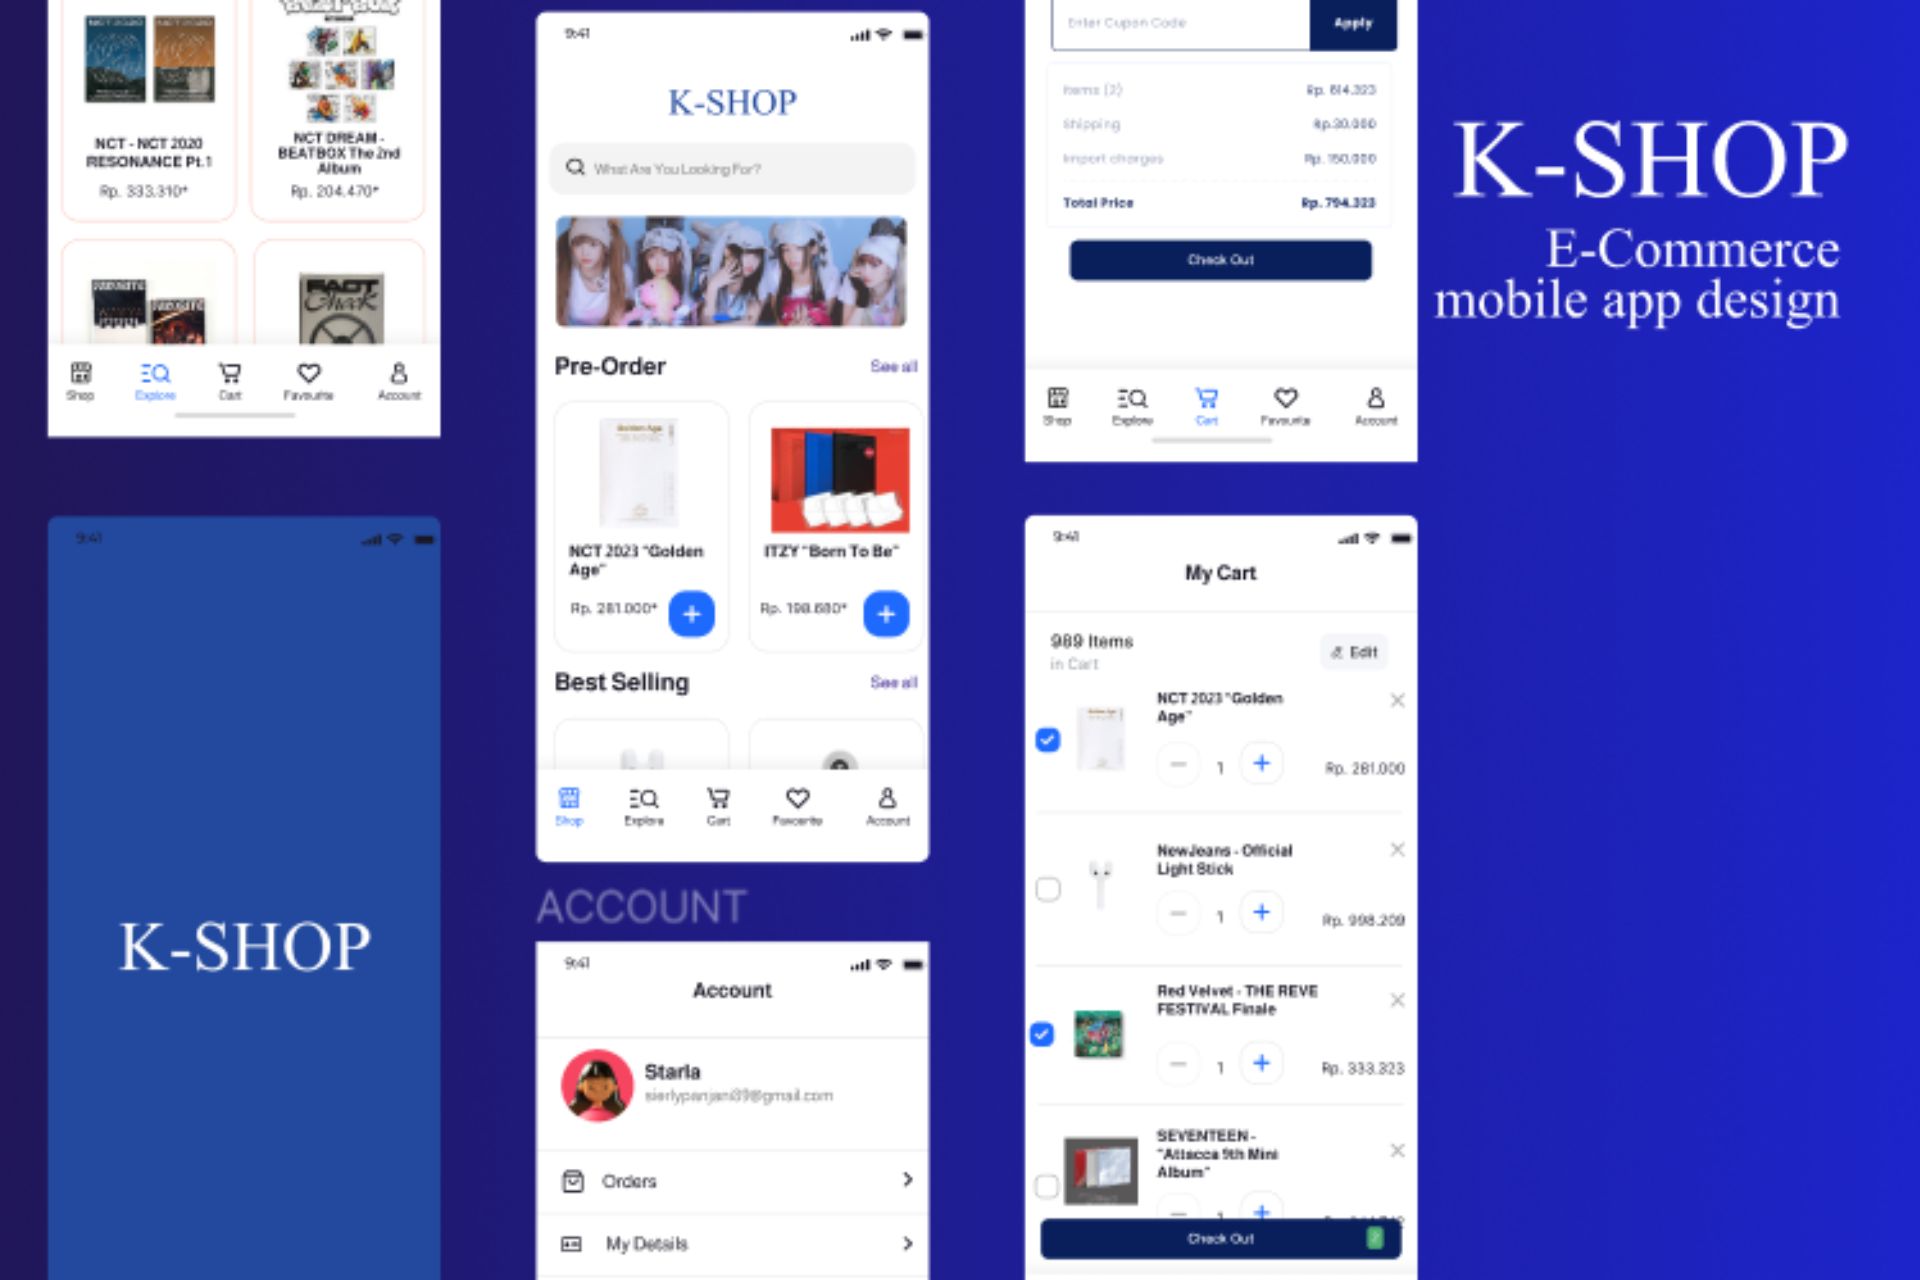 NCT - NCT 2020
RESONANCE Pt.1
Rp. 333.310*
NCT DREAM -
BEATBOX The 2nd
Album
Rp. 204.470*
FACT
Check
Shop
Explore
Cart
Favourite
Account
9:41
K-SHOP
9:41
K-SHOP
What Are You Looking For?
Pre-Order
See all
Golden Age
NCT 2023 "Golden
Age"
Rp. 281.000*
ITZY "Born To Be"
Rp. 198.680*
Best Selling
See all
Shop
Explore
Cart
Favourite
Account
ACCOUNT
9:41
Account
Starla
Orders
My Details
Enter Cupon Code
Apply
Items (2)
Rp. 614.323
Shipping
Rp.30.000
Import charges
Rp. 150.000
Total Price
Rp. 794.323
Check Out
Shop
Explore
Cart
Favourite
Account
9:41
My Cart
989 Items
in Cart
Edit
NCT 2023 "Golden
Age"
1
Rp. 281.000
NewJeans - Official
Light Stick
1
Rp. 998.209
Red Velvet - THE REVE
FESTIVAL Finale
1
Rp. 333.323
SEVENTEEN -
"Attacca 9th Mini
Album"
1
Check Out
K-SHOP
E-Commerce
mobile app design